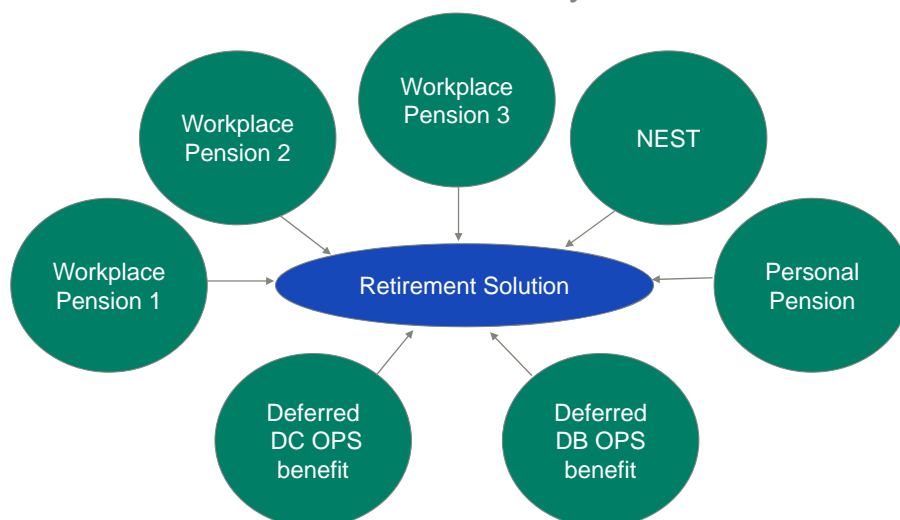 Workplace
Pension 3
Workplace
Pension 2
NEST
Workplace
Pension 1
Retirement Solution
Personal
Pension
Deferred
DC OPS
benefit
Deferred
DB OPS
benefit